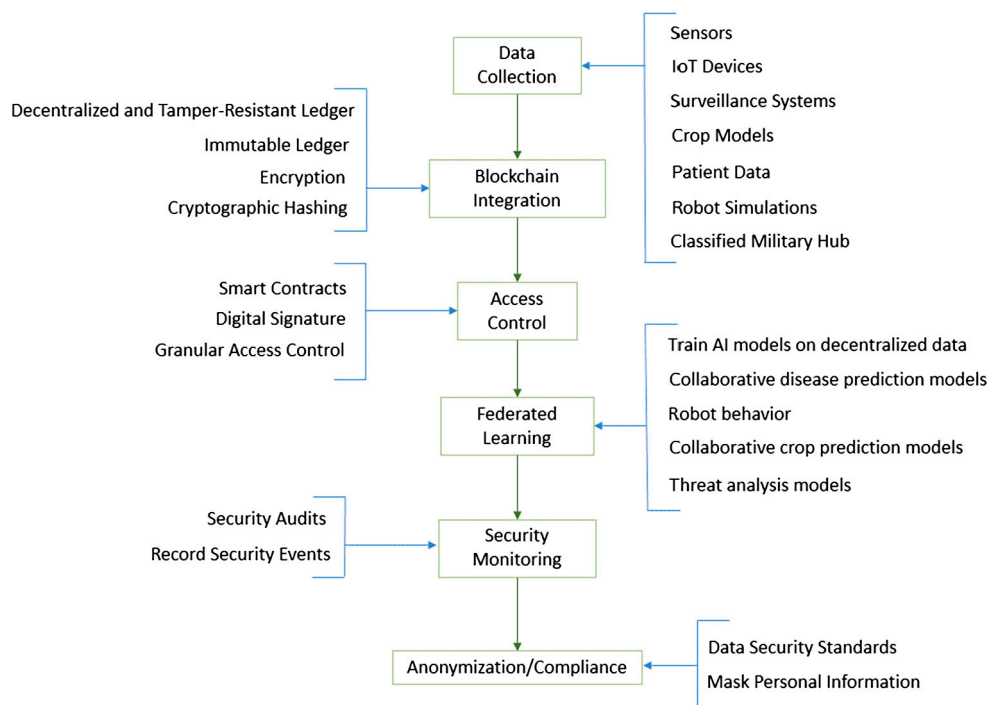 Data
Collection
Sensors
IoT Devices
Surveillance Systems
Crop Models
Patient Data
Robot Simulations
Classified Military Hub
Decentralized and Tamper-Resistant Ledger
Immutable Ledger
Encryption
Cryptographic Hashing
Blockchain
Integration
Smart Contracts
Digital Signature
Granular Access Control
Access
Control
Train AI models on decentralized data
Collaborative disease prediction models
Robot behavior
Collaborative crop prediction models
Threat analysis models
Federated
Learning
Security Audits
Record Security Events
Security
Monitoring
Anonymization/Compliance
Data Security Standards
Mask Personal Information